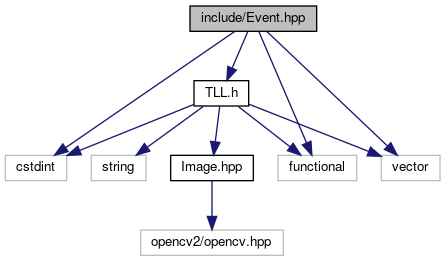 include/Event.hpp
TLL.h
cstdint
string
Image.hpp
functional
vector
opencv2/opencv.hpp